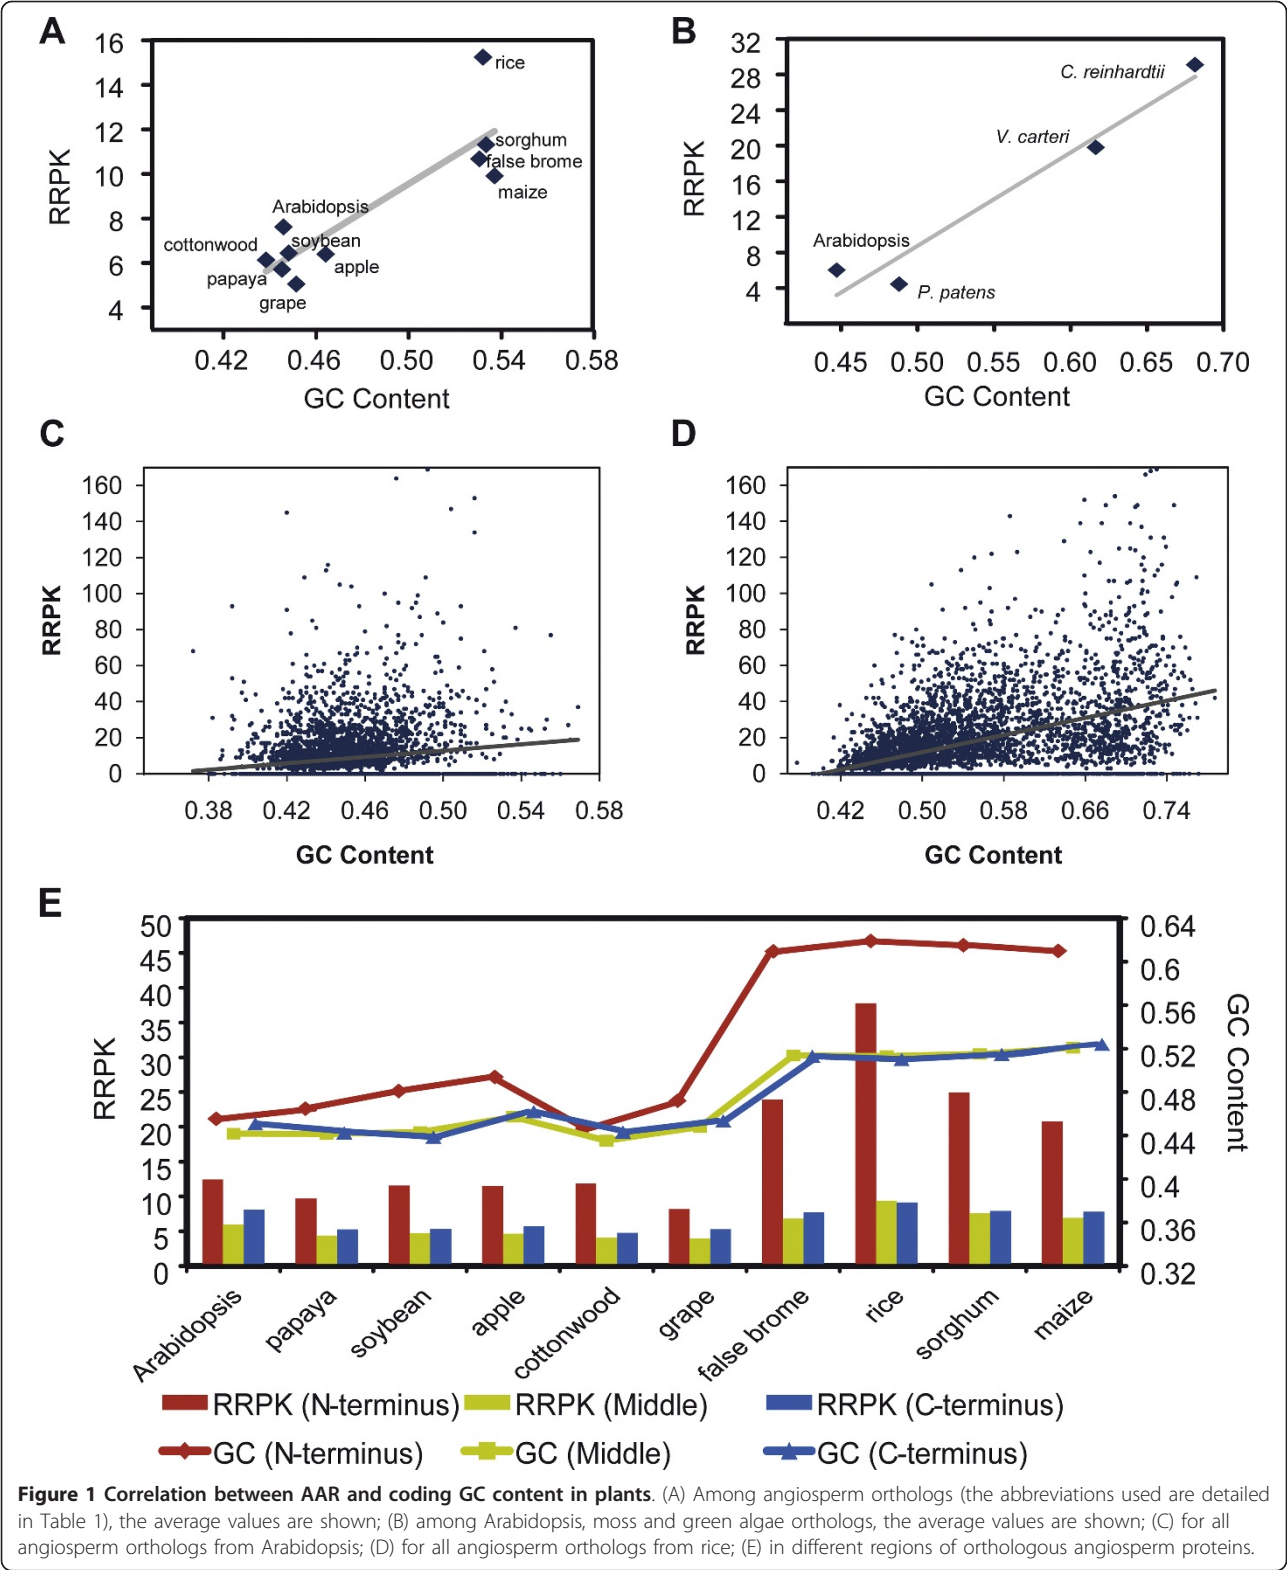 A
RRPK
16
14
12
10
8
6
4
rice
sorghum
false brome
maize
Arabidopsis
cottonwood
soybean
papaya
apple
grape
0.42 0.46 0.50 0.54 0.58
GC Content
B
RRPK
32
28
24
20
16
12
8
4
C. reinhardtii
V. carteri
Arabidopsis
P. patens
0.45 0.50 0.55 0.60 0.65 0.70
GC Content
C
RRPK
160
140
120
100
80
60
40
20
0
0.38 0.42 0.46 0.50 0.54 0.58
GC Content
D
RRPK
160
140
120
100
80
60
40
20
0
0.42 0.50 0.58 0.66 0.74
GC Content
E
RRPK
50
45
40
35
30
25
20
15
10
5
0
0.64
0.6
0.56
0.52
0.48
0.44
0.4
0.36
0.32
GC Content
Arabidopsis
papaya
soybean
apple
cottonwood
grape
false brome
rice
sorghum
maize
RRPK (N-terminus) RRPK (Middle) RRPK (C-terminus)
GC (N-terminus) GC (Middle) GC (C-terminus)
Figure 1 Correlation between AAR and coding GC content in plants. (A) Among angiosperm orthologs (the abbreviations used are detailed
in Table 1), the average values are shown; (B) among Arabidopsis, moss and green algae orthologs, the average values are shown; (C) for all
angiosperm orthologs from Arabidopsis; (D) for all angiosperm orthologs from rice; (E) in different regions of orthologous angiosperm proteins.